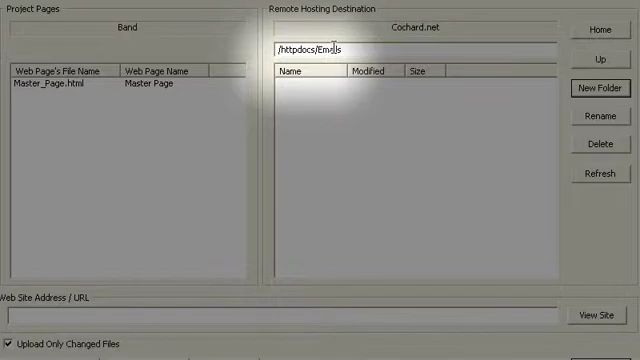 Project Pages
Band
Web Page's File Name Web Page Name
Master_Page.html Master Page
Remote Hosting Destination
Cochard.net
/httpdocs/Emails
Name Modified Size
Home
Up
New Folder
Rename
Delete
Refresh
Web Site Address / URL
View Site
Upload Only Changed Files